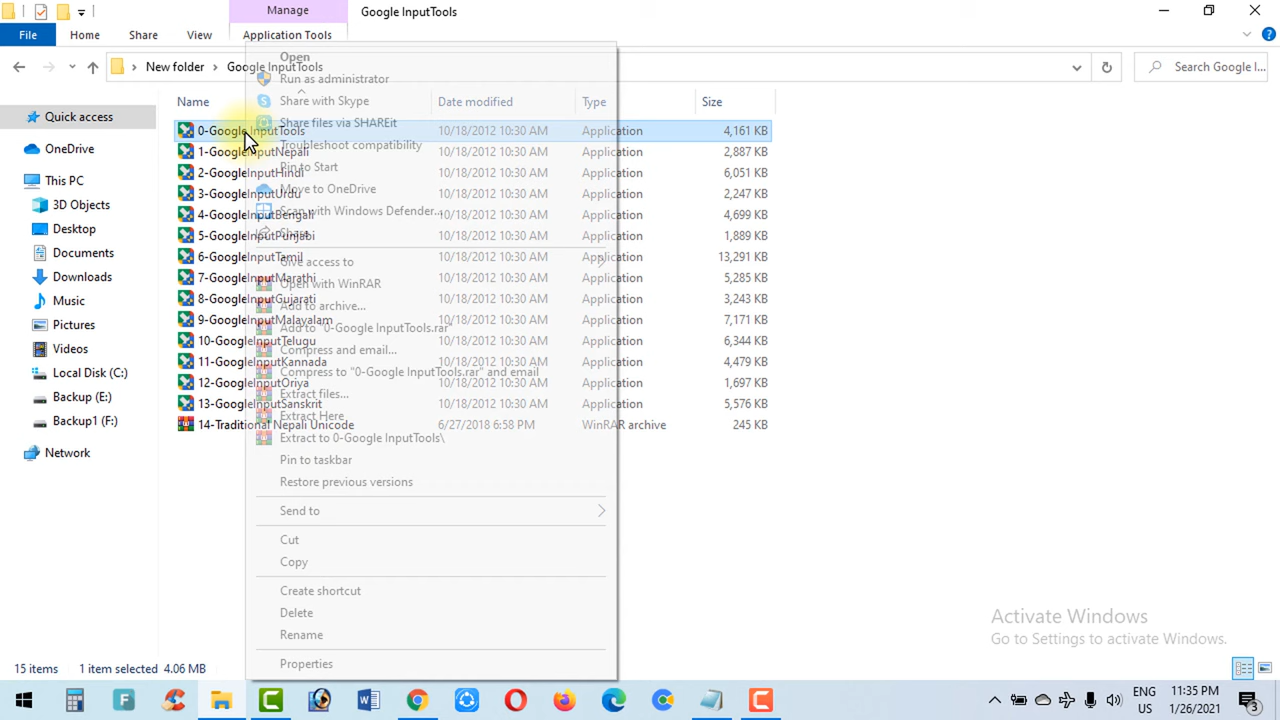 Manage
Google InputTools
File
Home
Share
View
Application Tools
New folder
Google InputTools
Search Google I...
Name
Date modified
Type
Size
Quick access
OneDrive
This PC
3D Objects
Desktop
Documents
Downloads
Music
Pictures
Videos
Local Disk (C:)
Backup (E:)
Backup1 (F:)
Network
0-Google InputTools 10/18/2012 10:30 AM Application 4,161 KB
1-GoogleInputNepali 10/18/2012 10:30 AM Application 2,887 KB
2-GoogleInputHindi 10/18/2012 10:30 AM Application 6,051 KB
3-GoogleInputUrdu 10/18/2012 10:30 AM Application 2,247 KB
4-GoogleInputBengali 10/18/2012 10:30 AM Application 4,699 KB
5-GoogleInputPunjabi 10/18/2012 10:30 AM Application 1,889 KB
6-GoogleInputTamil 10/18/2012 10:30 AM Application 13,291 KB
7-GoogleInputMarathi 10/18/2012 10:30 AM Application 5,285 KB
8-GoogleInputGujarati 10/18/2012 10:30 AM Application 3,243 KB
9-GoogleInputMalayalam 10/18/2012 10:30 AM Application 7,171 KB
10-GoogleInputTelugu 10/18/2012 10:30 AM Application 6,344 KB
11-GoogleInputKannada 10/18/2012 10:30 AM Application 4,479 KB
12-GoogleInputOriya 10/18/2012 10:30 AM Application 1,697 KB
13-GoogleInputSanskrit 10/18/2012 10:30 AM Application 5,576 KB
14-Traditional Nepali Unicode 6/27/2018 6:58 PM WinRAR archive 245 KB
Open
Run as administrator
Share with Skype
Share files via SHAREit
Troubleshoot compatibility
Pin to Start
Move to OneDrive
Scan with Windows Defender...
Share
Give access to
Open with WinRAR
Add to archive...
Add to "0-Google InputTools.rar"
Compress and email...
Compress to "0-Google InputTools.rar" and email
Extract files...
Extract Here
Extract to 0-Google InputTools\
Pin to taskbar
Restore previous versions
Send to
Cut
Copy
Create shortcut
Delete
Rename
Properties
Activate Windows
Go to Settings to activate Windows.
15 items
1 item selected 4.06 MB
ENG
IN
11:35 PM
1/26/2021
3